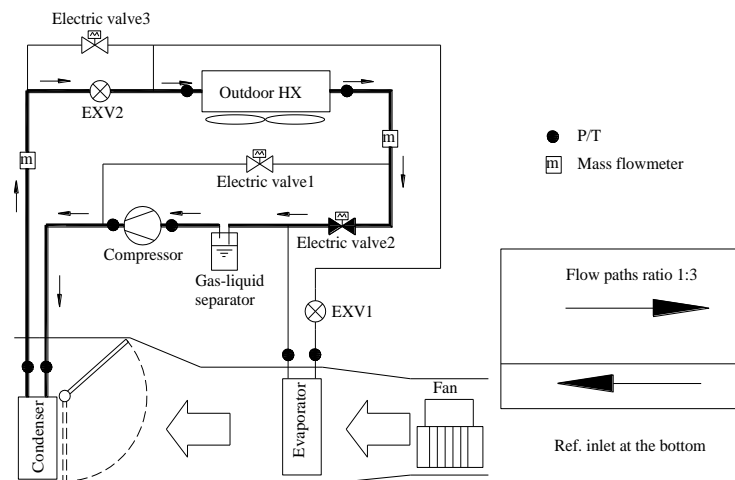 Electric valve3
Outdoor HX
EXV2
P/T
m
m
m
Mass flowmeter
Electric valve1
Compressor
Electric valve2
Gas-liquid
separator
Flow paths ratio 1:3
EXV1
Fan
Condenser
Evaporator
Ref. inlet at the bottom